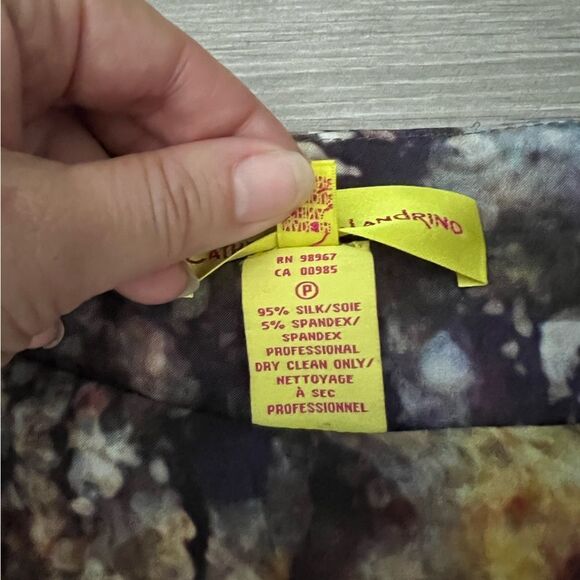 LANDRINO
RN 98967
CA 00985
P
95% SILK/SOIE
5% SPANDEX/
SPANDEX
PROFESSIONAL
DRY CLEAN ONLY/
NETTOYAGE
À SEC
PROFESSIONNEL